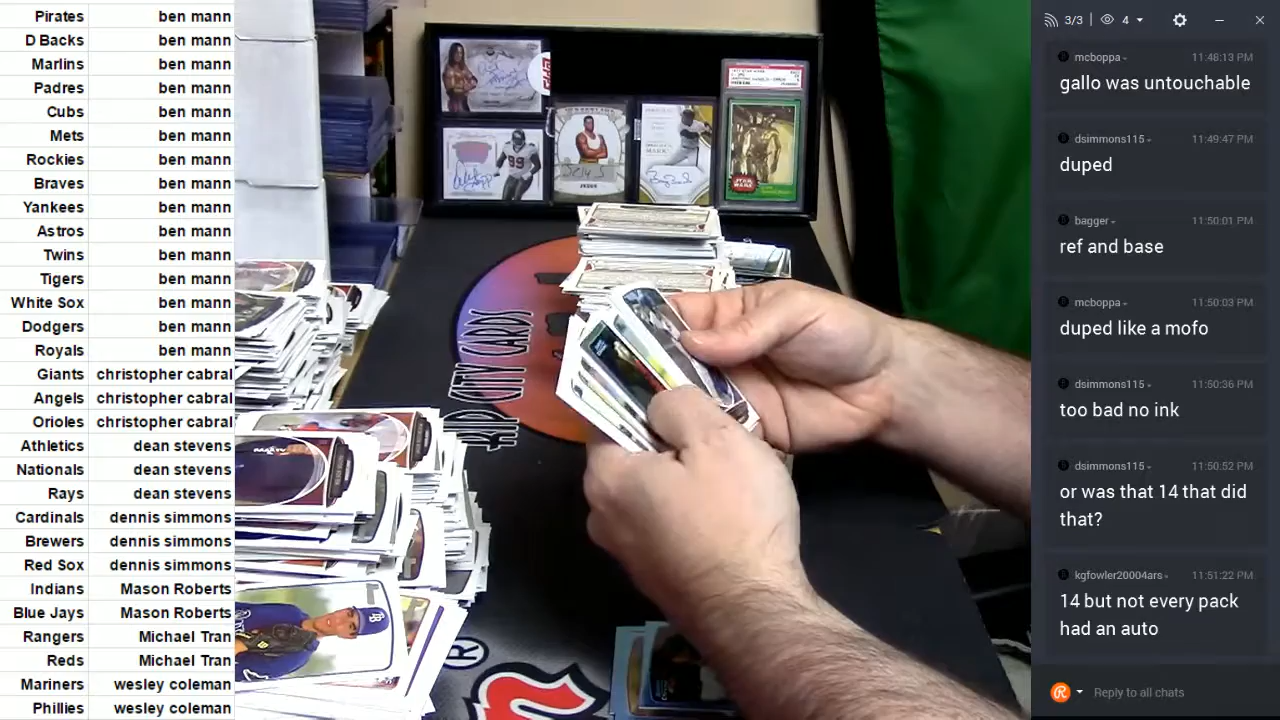 Pirates ben mann
D Backs ben mann
Marlins ben mann
Padres ben mann
Cubs ben mann
Mets ben mann
Rockies ben mann
Braves ben mann
Yankees ben mann
Astros ben mann
Twins ben mann
Tigers ben mann
White Sox ben mann
Dodgers ben mann
Royals ben mann
Giants christopher cabral
Angels christopher cabral
Orioles christopher cabral
Athletics dean stevens
Nationals dean stevens
Rays dean stevens
Cardinals dennis simmons
Brewers dennis simmons
Red Sox dennis simmons
Indians Mason Roberts
Blue Jays Mason Roberts
Rangers Michael Tran
Reds Michael Tran
Mariners wesley coleman
Phillies wesley coleman
STAR WARS
RIP CITY CARDS
3/3 4
mcboppa 11:46:13 PM
gallo was untouchable
dsimmons115 11:49:47 PM
duped
bagger 11:50:01 PM
ref and base
mcboppa 11:50:03 PM
duped like a mofo
dsimmons115 11:50:36 PM
too bad no ink
dsimmons115 11:50:52 PM
or was that 14 that did
that?
kgfowler20004ars 11:51:22 PM
14 but not every pack
had an auto
Reply to all chats